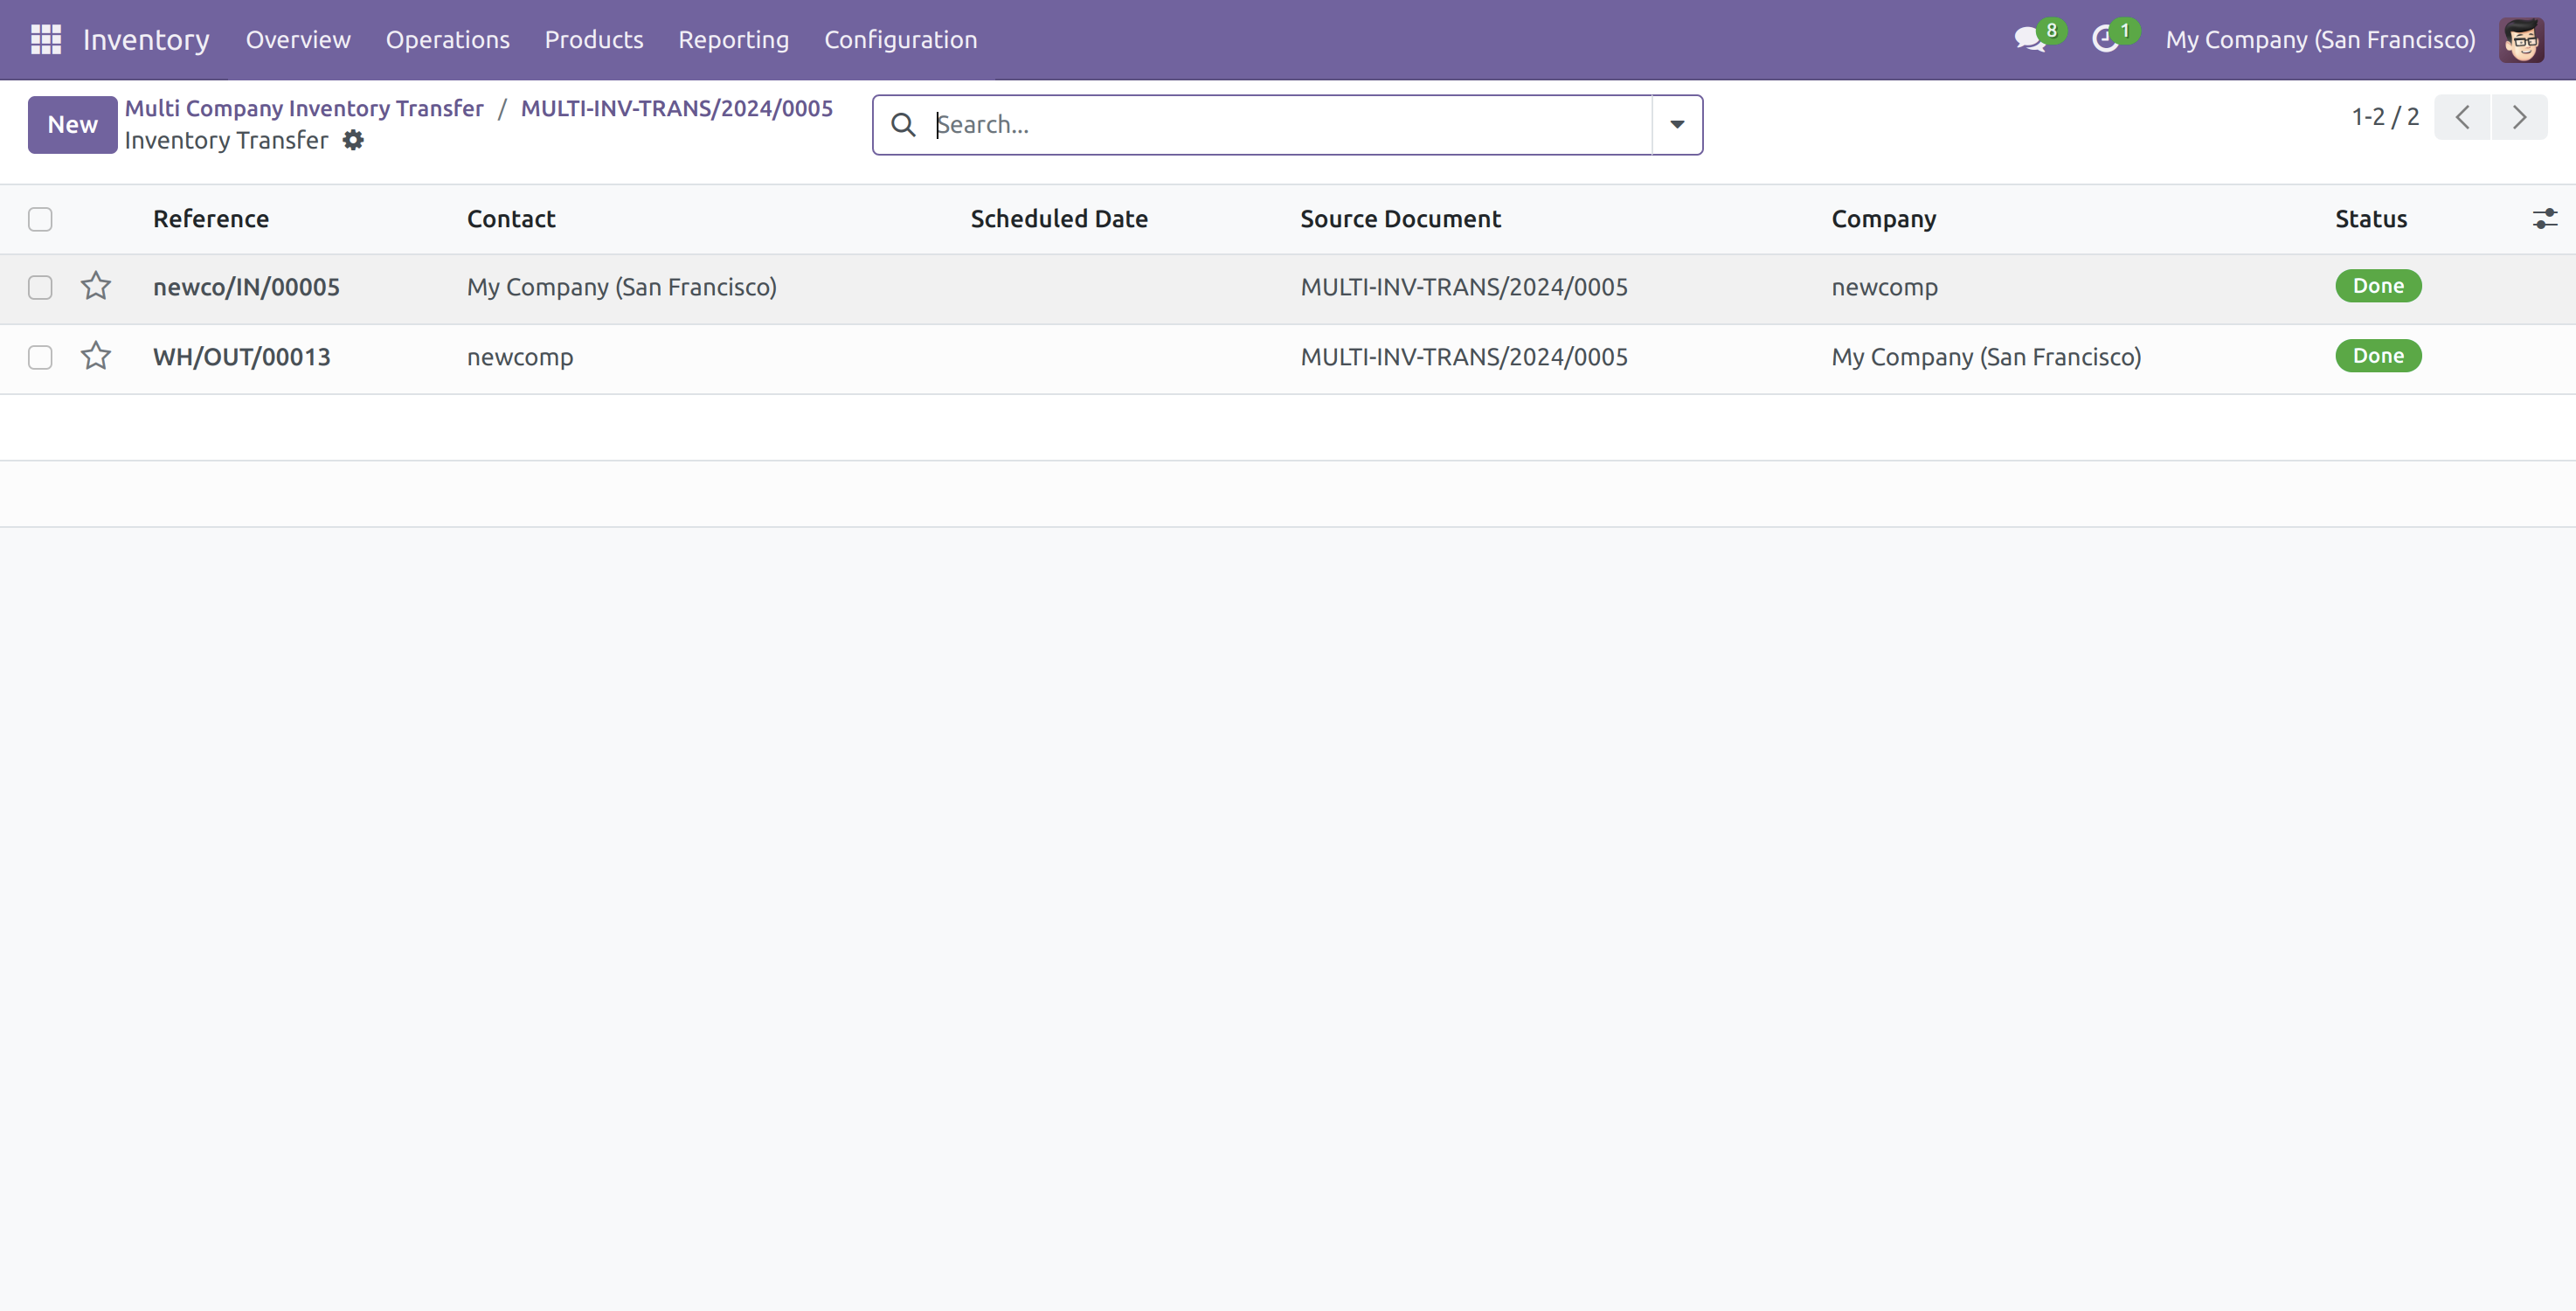 Inventory Overview Operations Products Reporting Configuration 8 1 My Company (San Francisco)
New Multi Company Inventory Transfer / MULTI-INV-TRANS/2024/0005 Search... 1-2 / 2
Inventory Transfer
Reference Contact Scheduled Date Source Document Company Status
newco/IN/00005 My Company (San Francisco) MULTI-INV-TRANS/2024/0005 newcomp Done
WH/OUT/00013 newcomp MULTI-INV-TRANS/2024/0005 My Company (San Francisco) Done